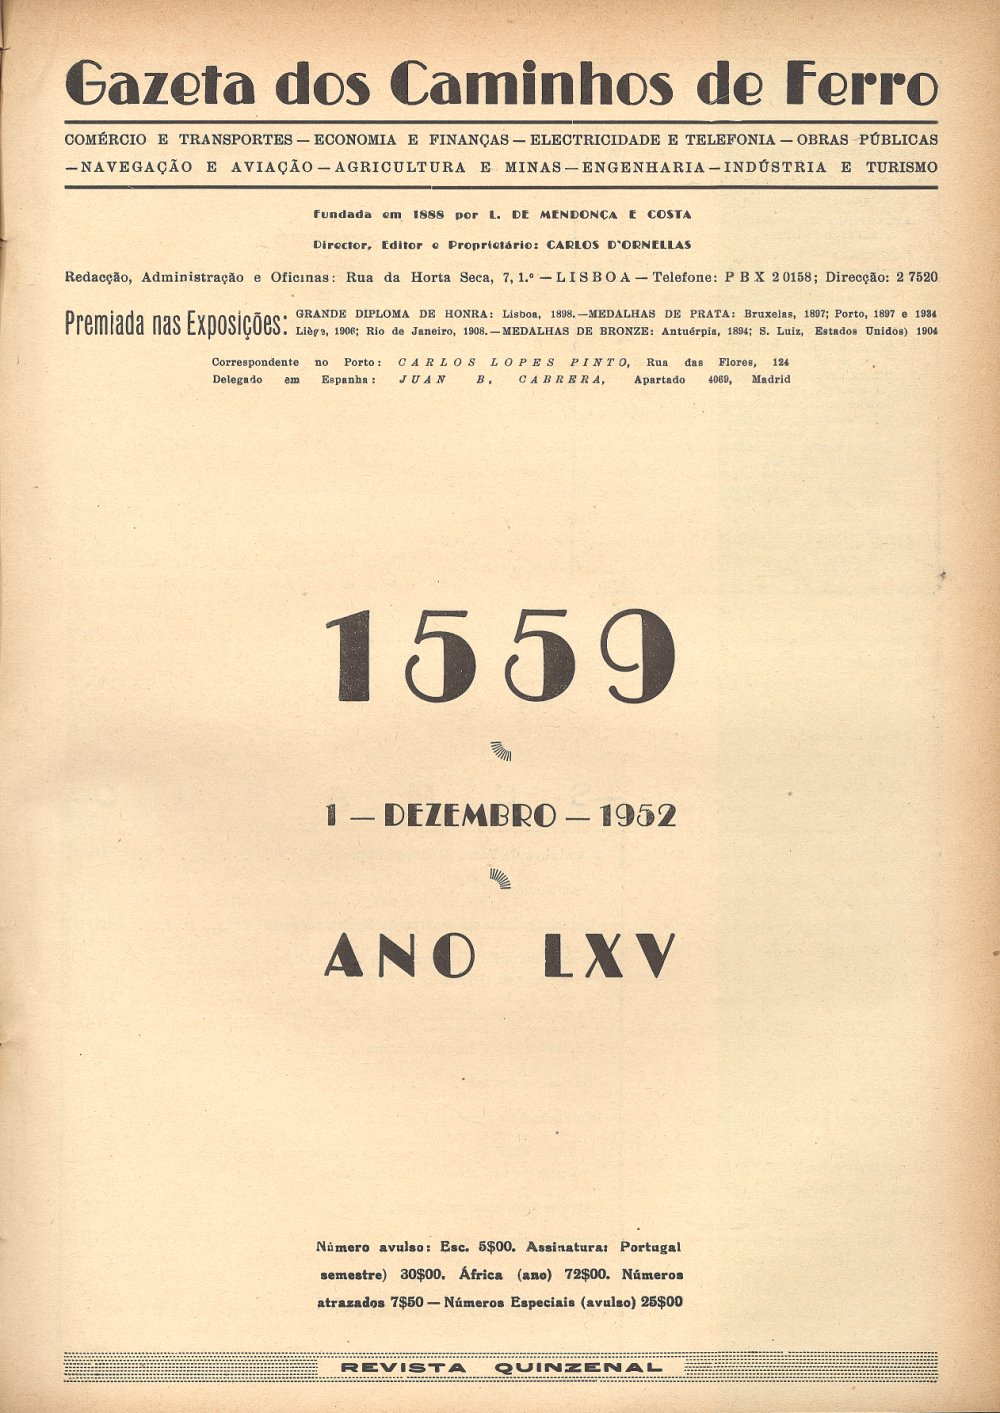 Gazeta dos Caminhos de Ferro
COMÉRCIO E TRANSPORTES — ECONOMIA E FINANÇAS — ELECTRICIDADE E TELEFONIA — OBRAS PÚBLICAS
— NAVEGAÇÃO E AVIAÇÃO — AGRICULTURA E MINAS — ENGENHARIA — INDÚSTRIA E TURISMO
Fundada em 1888 por L. DE MENDONÇA E COSTA
Director, Editor e Proprietário: CARLOS D'ORNELLAS
Redacção, Administração e Oficinas: Rua da Horta Seca, 7, 1.º — LISBOA — Telefone: PBX 20158; Direcção: 27520
Premiada nas Exposições:
GRANDE DIPLOMA DE HONRA: Lisboa, 1898. — MEDALHAS DE PRATA: Bruxelas, 1897; Porto, 1897 e 1934
Liège, 1906; Rio de Janeiro, 1908. — MEDALHAS DE BRONZE: Antuérpia, 1894; S. Luiz, Estados Unidos) 1904
Correspondente no Porto: CARLOS LOPES PINTO, Rua das Flores, 124
Delegado em Espanha: JUAN B. CABRERA, Apartado 4069, Madrid
1559
1 — DEZEMBRO — 1952
ANO LXV
Número avulso: Esc. 5$00. Assinatura: Portugal
semestre) 30$00. África (ano) 72$00. Números
atrazados 7$50 — Números Especiais (avulso) 25$00
REVISTA QUINZENAL